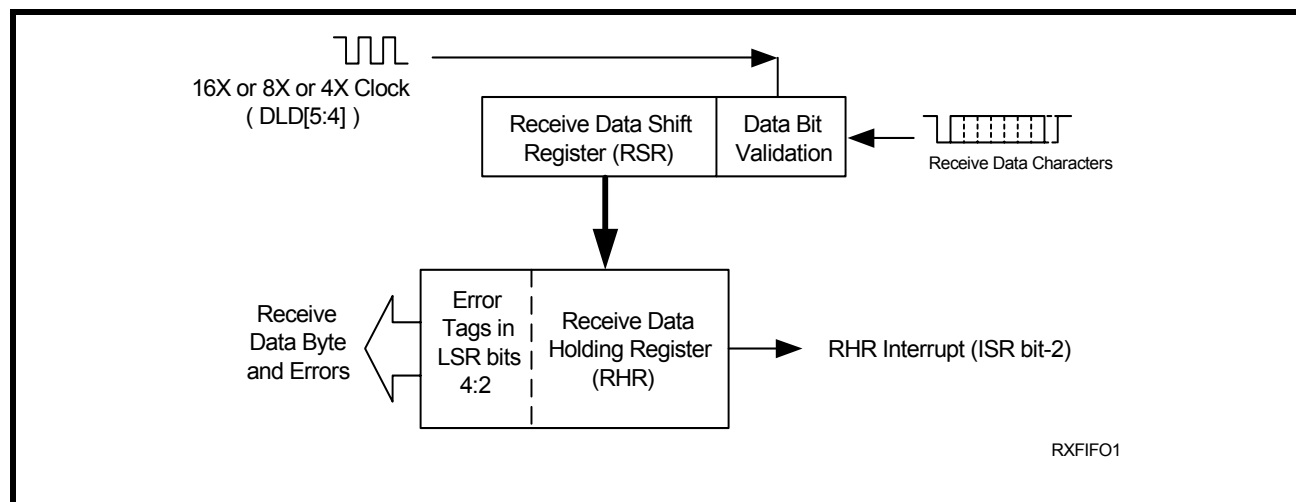 16X or 8X or 4X Clock
( DLD[5:4] )
Receive Data Shift
Register (RSR)
Data Bit
Validation
Receive Data Characters
Receive
Data Byte
and Errors
Error
Tags in
LSR bits
4:2
Receive Data
Holding Register
(RHR)
RHR Interrupt (ISR bit-2)
RXFIFO1